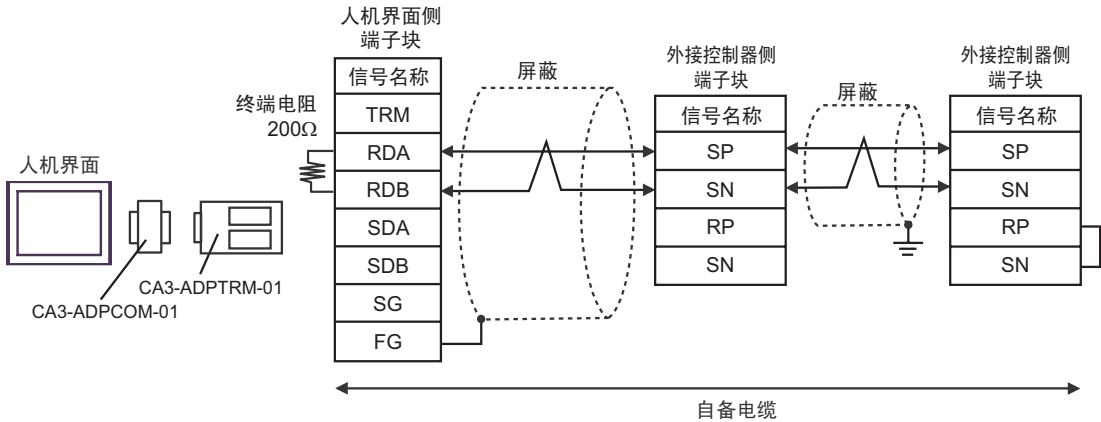 人机界面
CA3-ADPCOM-01
CA3-ADPTRM-01
终端电阻
200Ω
人机界面侧
端子块
信号名称
TRM
RDA
RDB
SDA
SDB
SG
FG
屏蔽
外接控制器侧
端子块
信号名称
SP
SN
RP
SN
屏蔽
外接控制器侧
端子块
信号名称
SP
SN
RP
SN
自备电缆